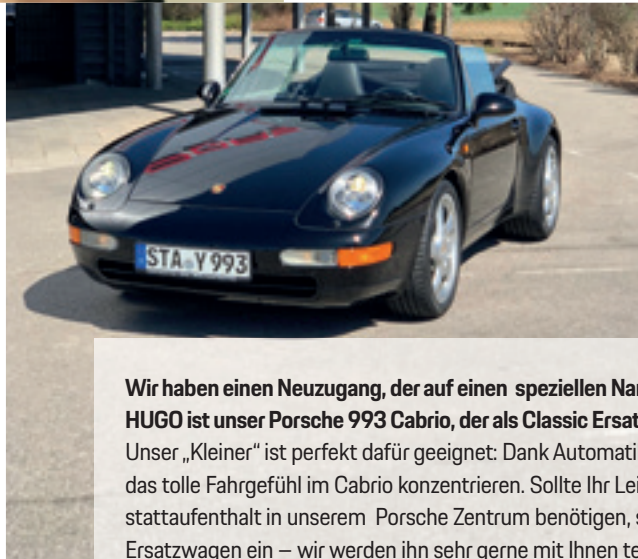 STA Y 993
Wir haben einen Neuzugang, der auf einen speziellen
HUGO ist unser Porsche 993 Cabrio, der als Classic
Unser „Kleiner“ ist perfekt dafür geeignet: Dank
das tolle Fahrgefühl im Cabrio konzentrieren. Sollte Ihr
stattaufenthalt in unserem Porsche Zentrum benötigen,
Ersatzwagen ein – wir werden ihn sehr gerne mit Ihnen